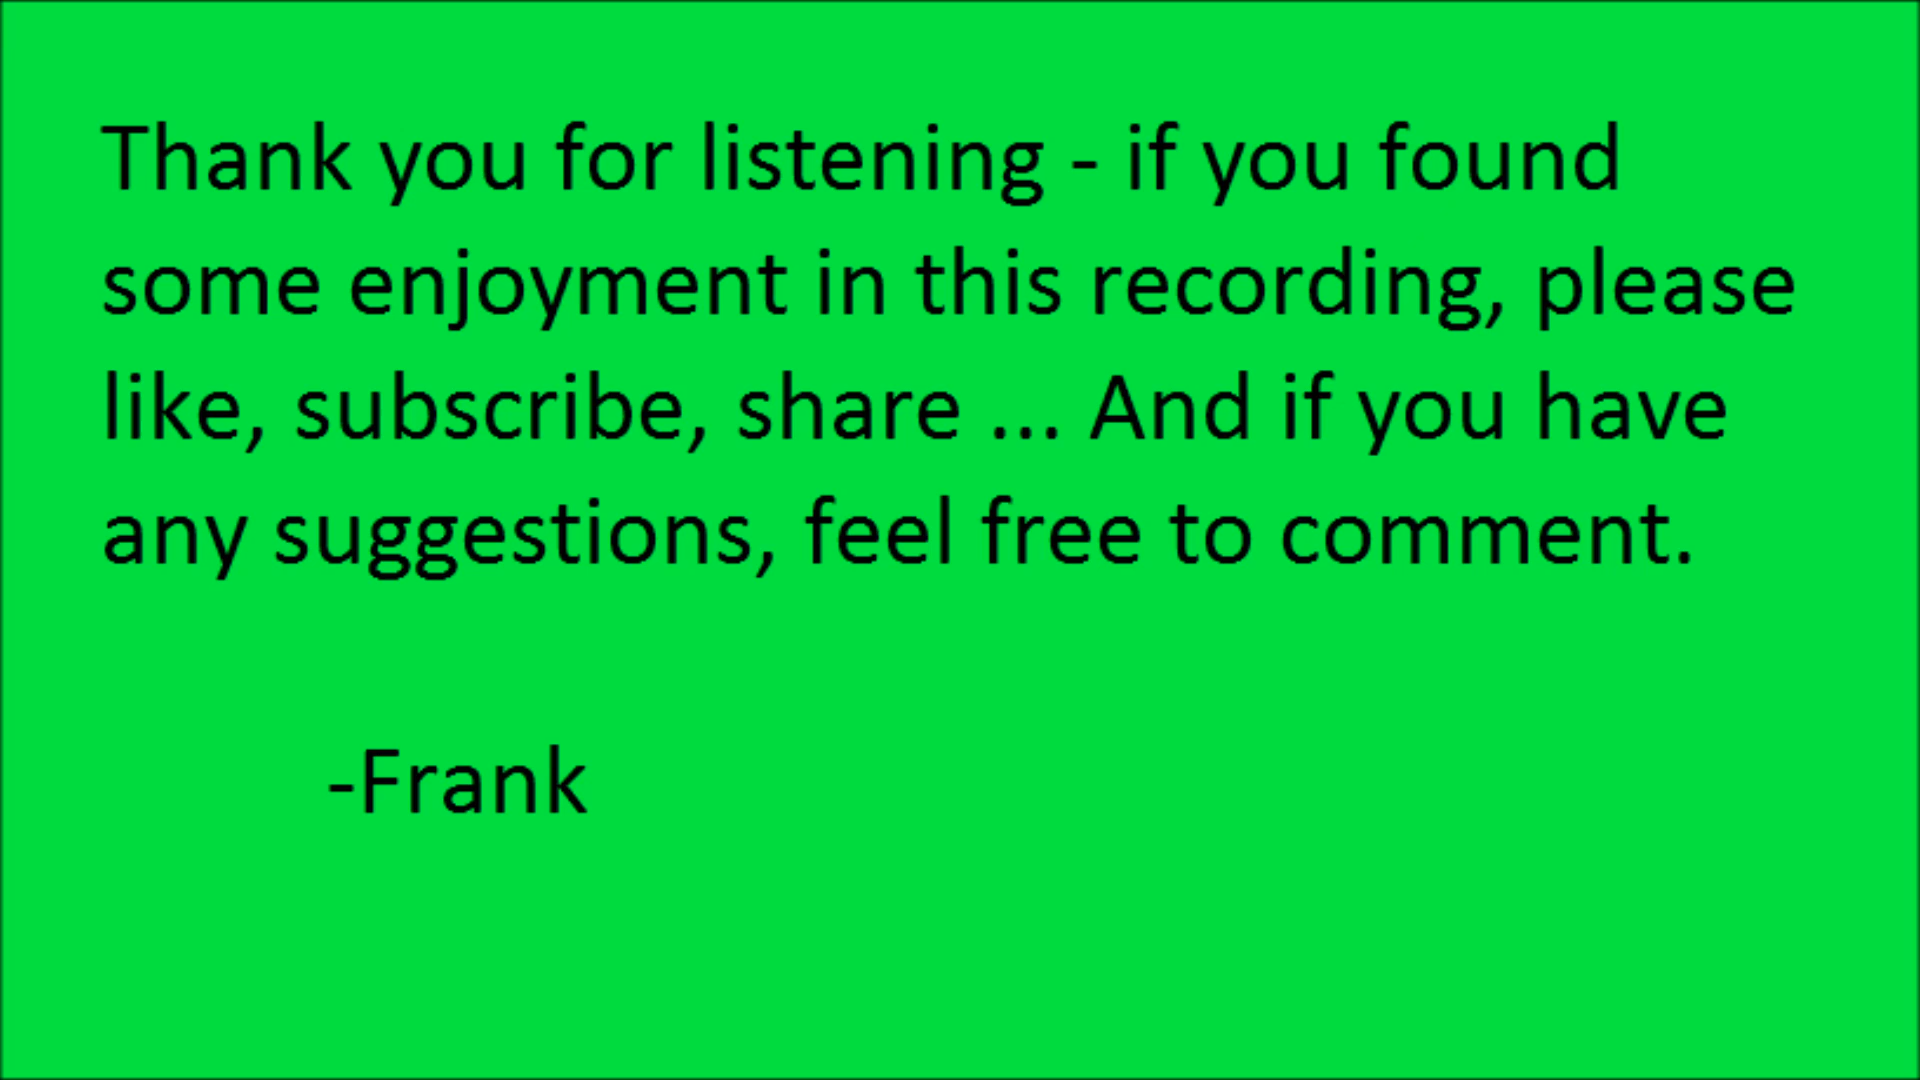 Thank you for listening - if you found
some enjoyment in this recording, please
like, subscribe, share ... And if you have
any suggestions, feel free to comment.
-Frank